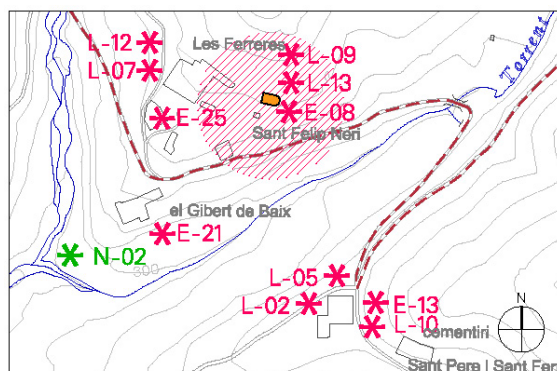 L-12
Les Ferreres
L-09
L-07
L-13
E-25
E-08
Sant Felip Neri
Torrent
el Gibert de Baix
E-21
N-02
300
L-05
L-02
E-13
L-10
N
cementiri
Sant Pere I Sant Fer